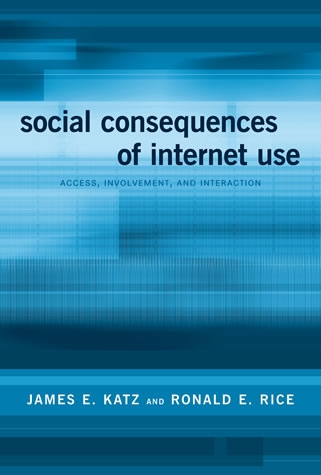 social consequences
of internet use
ACCESS, INVOLVEMENT, AND INTERACTION
JAMES E. KATZ AND RONALD E. RICE